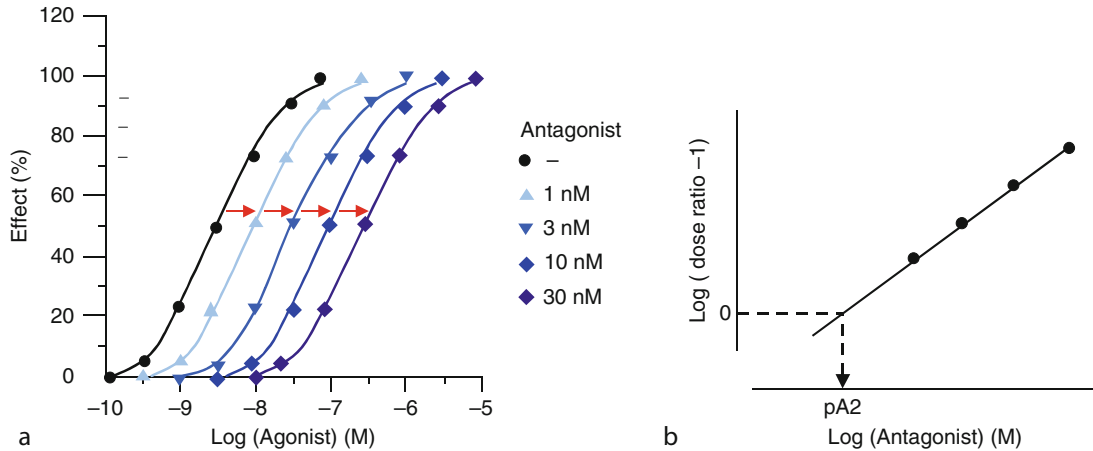 120
100
80
60
40
20
0
Effect (%)
–10
–9
–8
–7
–6
–5
Log (Agonist) (M)
a
Antagonist
–
1 nM
3 nM
10 nM
30 nM
Log ( dose ratio –1)
0
pA2
Log (Antagonist) (M)
b